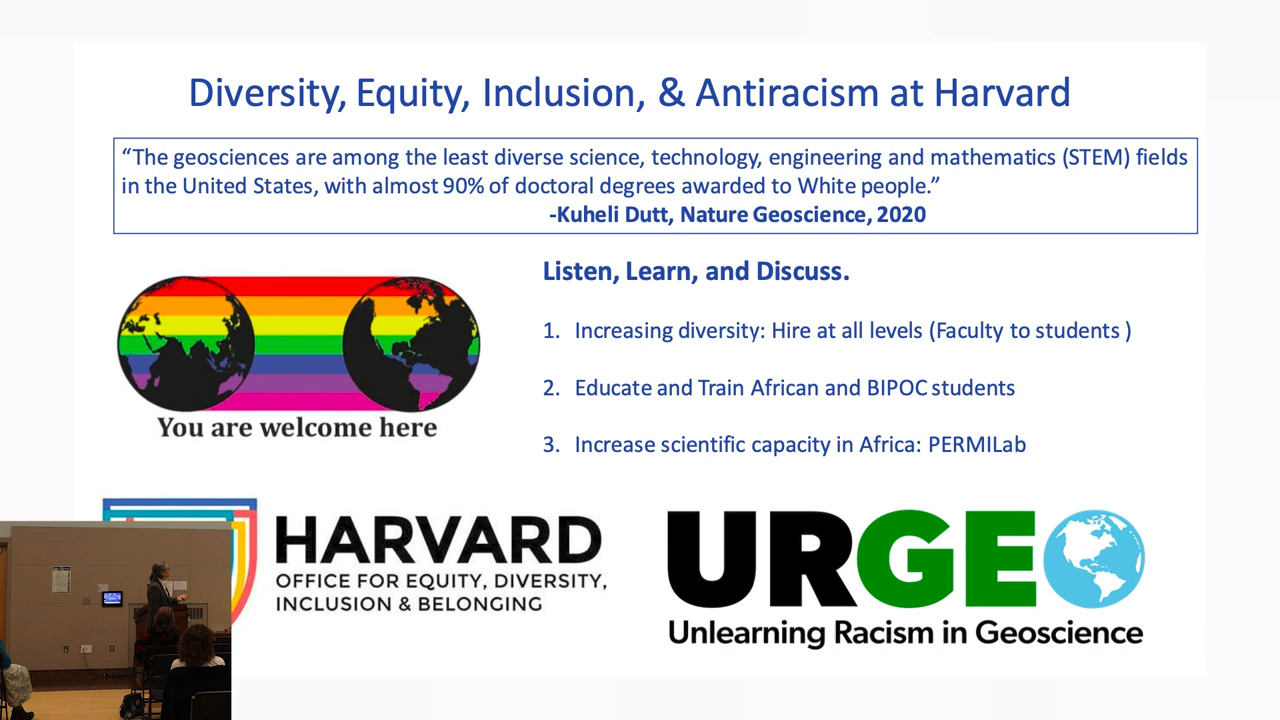 Diversity, Equity, Inclusion, & Antiracism at Harvard
“The geosciences are among the least diverse science, technology, engineering and mathematics (STEM) fields
in the United States, with almost 90% of doctoral degrees awarded to White people.”
-Kuheli Dutt, Nature Geoscience, 2020
Listen, Learn, and Discuss.
1. Increasing diversity: Hire at all levels (Faculty to students )
2. Educate and Train African and BIPOC students
3. Increase scientific capacity in Africa: PERMILab
You are welcome here
HARVARD
OFFICE FOR EQUITY, DIVERSITY,
INCLUSION & BELONGING
URGEO
Unlearning Racism in Geoscience